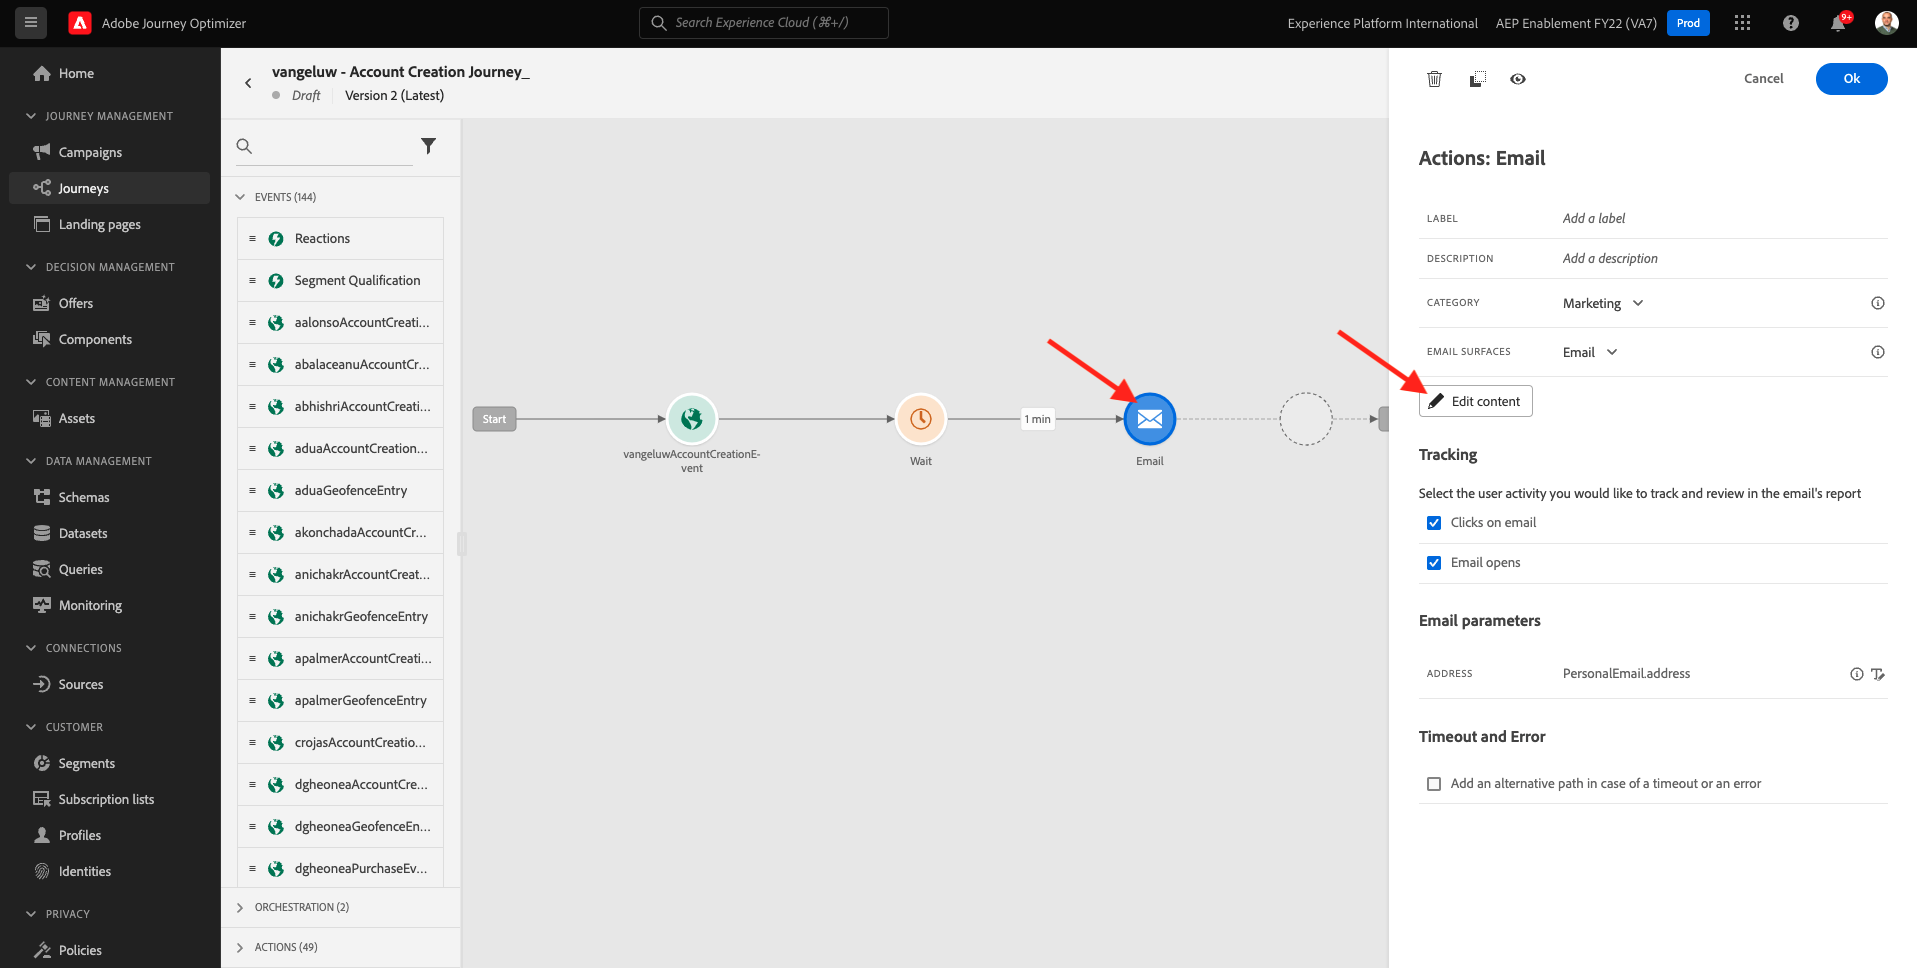 Adobe Journey Optimizer
Search Experience Cloud (⌘+/)
Experience Platform International
AEP Enablement FY22 (VA7)
Prod
9+
Home
JOURNEY MANAGEMENT
Campaigns
Journeys
Landing pages
DECISION MANAGEMENT
Offers
Components
CONTENT MANAGEMENT
Assets
DATA MANAGEMENT
Schemas
Datasets
Queries
Monitoring
CONNECTIONS
Sources
CUSTOMER
Segments
Subscription lists
Profiles
Identities
PRIVACY
Policies
vangeluw - Account Creation Journey_
Draft
Version 2 (Latest)
EVENTS (144)
Reactions
Segment Qualification
aalonsoAccountCreati...
abalaceanuAccountCr...
abhishriAccountCreati...
aduaAccountCreation...
aduaGeofenceEntry
akonchadaAccountCr...
anichakrAccountCreat...
anichakrGeofenceEntry
apalmerAccountCreati...
apalmerGeofenceEntry
crojasAccountCreatio...
dgheoneaAccountCre...
dgheoneaGeofenceEn...
dgheoneaPurchaseEv...
ORCHESTRATION (2)
ACTIONS (49)
Start
vangeluwAccountCreationE-
vent
Wait
1 min
Email
Cancel
Ok
Actions: Email
LABEL
Add a label
DESCRIPTION
Add a description
CATEGORY
Marketing
EMAIL SURFACES
Email
Edit content
Tracking
Select the user activity you would like to track and review in the email's report
Clicks on email
Email opens
Email parameters
ADDRESS
PersonalEmail.address
Timeout and Error
Add an alternative path in case of a timeout or an error